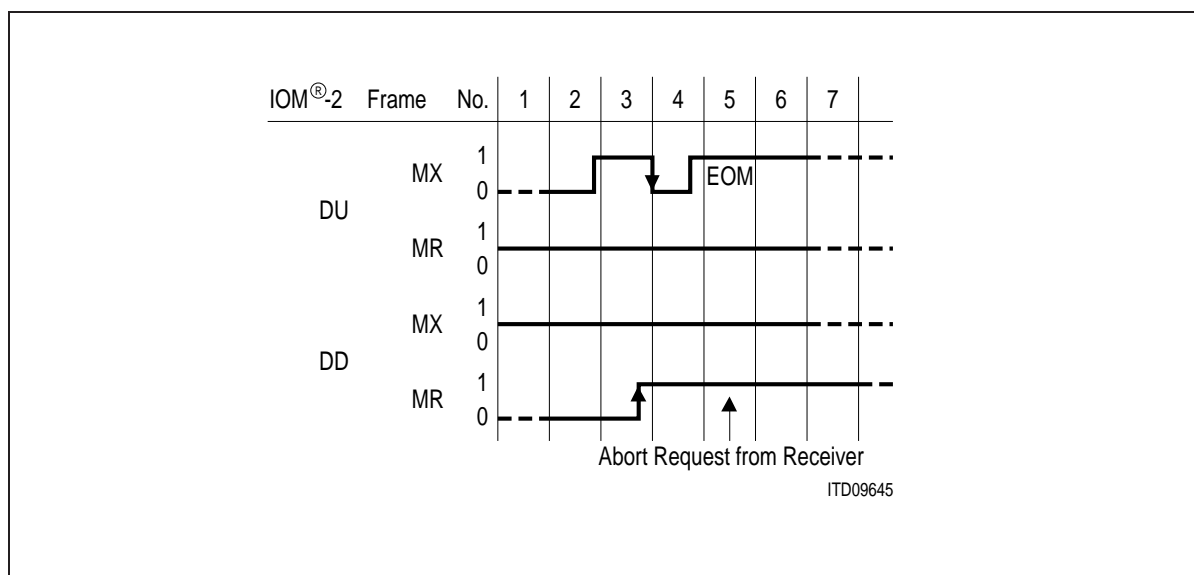 IOM®-2 Frame No. 1 2 3 4 5 6 7
MX 1
0
EOM
DU
MR 1
0
MX 1
0
DD
MR 1
0
Abort Request from Receiver
ITD09645